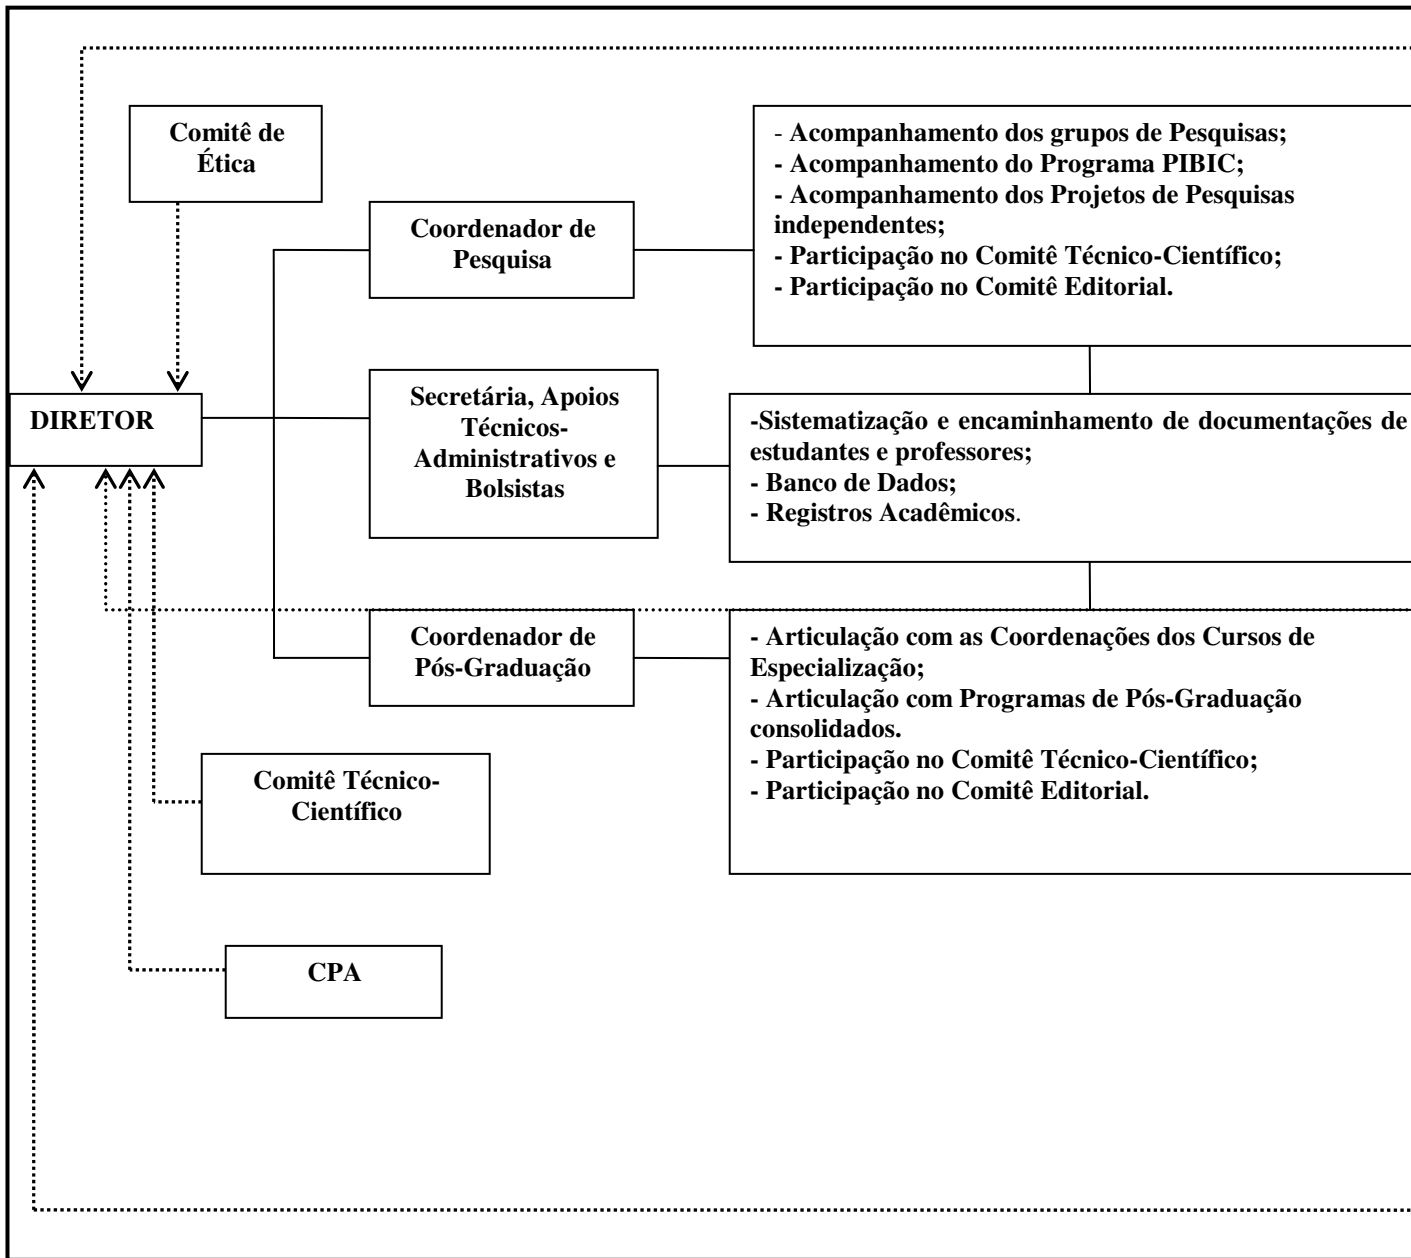 Comitê de
Ética
- Acompanhamento dos grupos de Pesquisas;
- Acompanhamento do Programa PIBIC;
- Acompanhamento dos Projetos de Pesquisas
independentes;
- Participação no Comitê Técnico-Científico;
- Participação no Comitê Editorial.
Coordenador de
Pesquisa
DIRETOR
Secretária, Apoios
Técnicos-
Administrativos e
Bolsistas
-Sistematização e encaminhamento de documentações de
estudantes e professores;
- Banco de Dados;
- Registros Acadêmicos.
Coordenador de
Pós-Graduação
- Articulação com as Coordenações dos Cursos de
Especialização;
- Articulação com Programas de Pós-Graduação
consolidados.
- Participação no Comitê Técnico-Científico;
- Participação no Comitê Editorial.
Comitê Técnico-
Científico
CPA